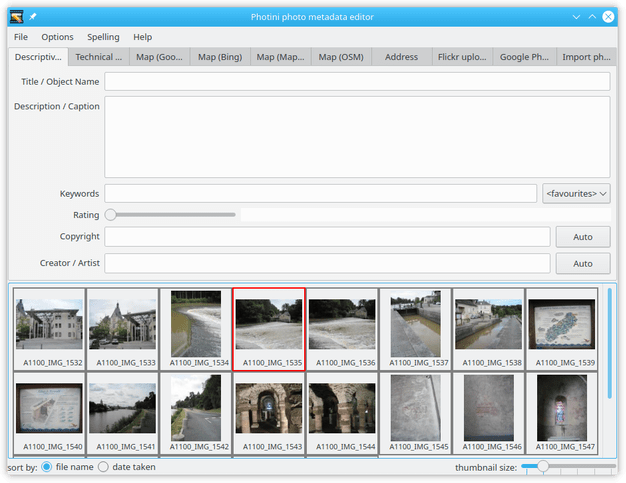 Photini photo metadata editor
File Options Spelling Help
Descriptiv... Technical ... Map (Goo... Map (Bing) Map (Map... Map (OSM) Address Flickr uplo... Google Ph... Import ph...
Title / Object Name
Description / Caption
Keywords <favourites>
Rating
Copyright Auto
Creator / Artist Auto
A1100_IMG_1532 A1100_IMG_1533 A1100_IMG_1534 A1100_IMG_1535 A1100_IMG_1536 A1100_IMG_1537 A1100_IMG_1538 A1100_IMG_1539
A1100_IMG_1540 A1100_IMG_1541 A1100_IMG_1542 A1100_IMG_1543 A1100_IMG_1544 A1100_IMG_1545 A1100_IMG_1546 A1100_IMG_1547
sort by: file name date taken thumbnail size: